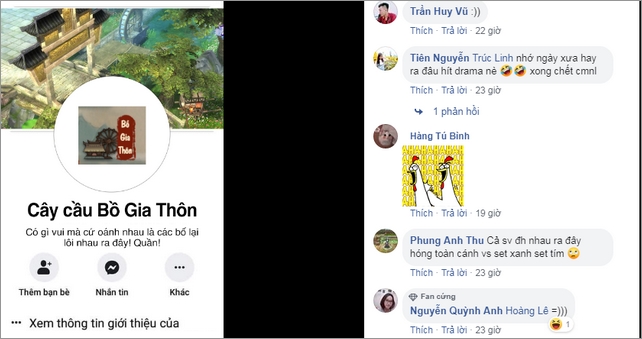 Bồ
Gia
Thôn
Cây cầu Bồ Gia Thôn
Có gì vui mà cứ oánh nhau là các bố lại
lôi nhau ra đây! Quần!
Thêm bạn bè
Nhắn tin
Khác
Xem thông tin giới thiệu của
Trần Huy Vũ :))
Thích · Trả lời · 22 giờ
Tiên Nguyễn Trúc Linh nhớ ngày xưa hay
ra đâu hít drama nè 🤣🤣 xong chết cmnl
Thích · Trả lời · 23 giờ
1 phản hồi
Hàng Tú Bình
Thích · Trả lời · 19 giờ
Phung Anh Thu Cả sv đh nhau ra đây
hóng toàn cảnh vs set xanh set tím 🙄
Thích · Trả lời · 23 giờ
Fan cứng
Nguyễn Quỳnh Anh Hoàng Lê =)))
1
Thích · Trả lời · 23 giờ